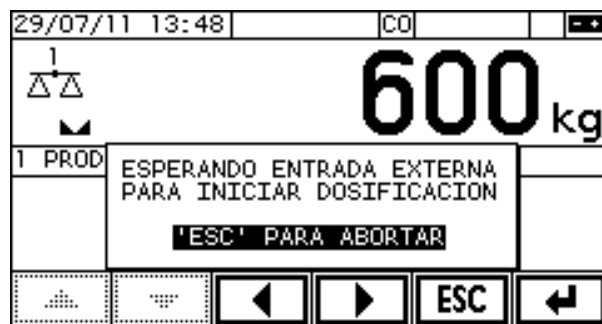 29/07/11 13:48 CO
1
600 kg
1 PROD
ESPERANDO ENTRADA EXTERNA
PARA INICIAR DOSIFICACION
'ESC' PARA ABORTAR
ESC